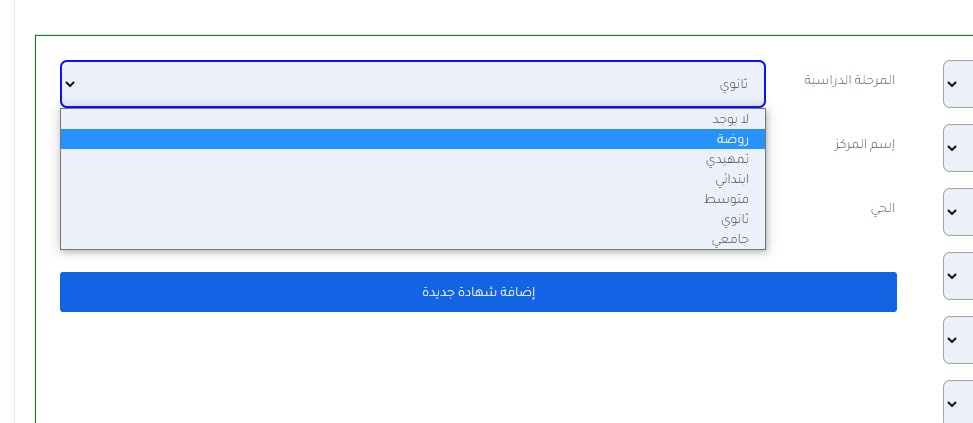 المرحلة الدراسية
ثانوي
لا يوجد
روضة
تمهيدي
ابتدائي
متوسط
ثانوي
جامعي
إسم المركز
الحي
إضافة شهادة جديدة